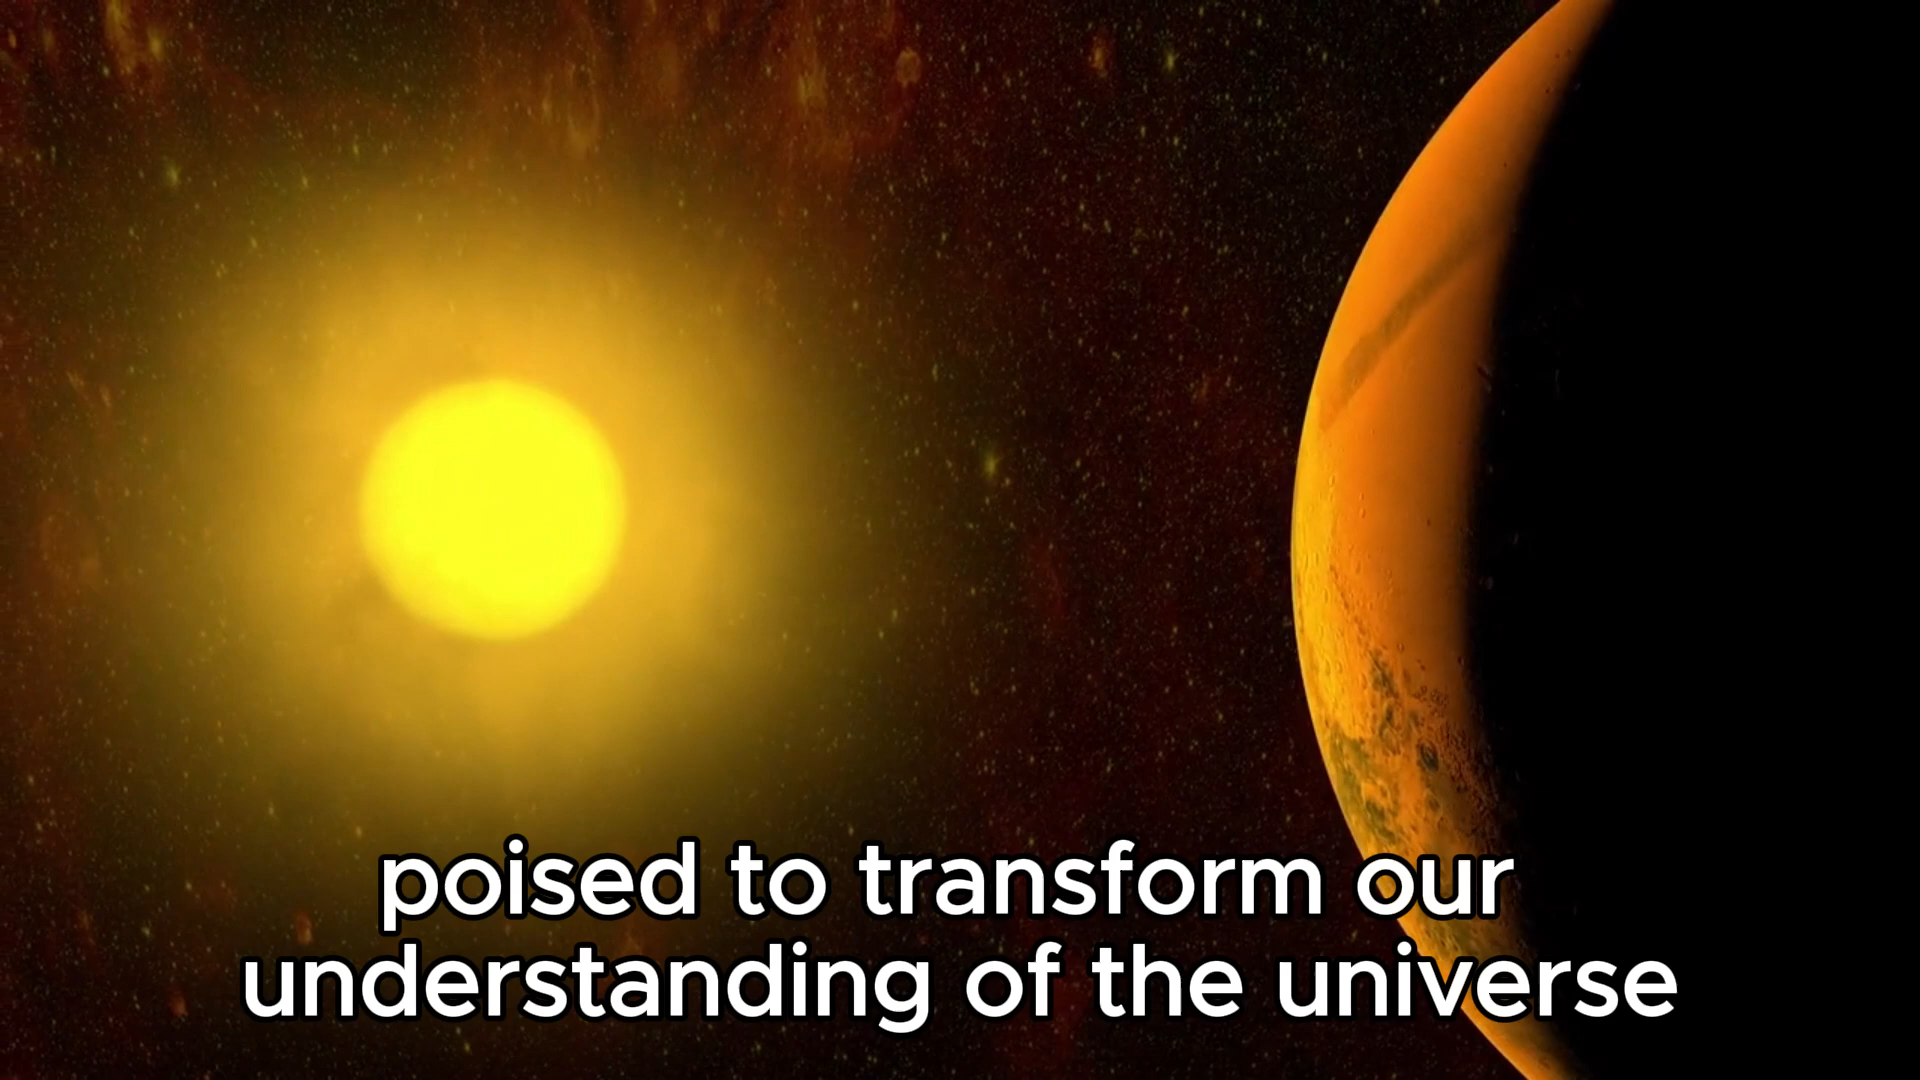 poised to transform our
understanding of the universe